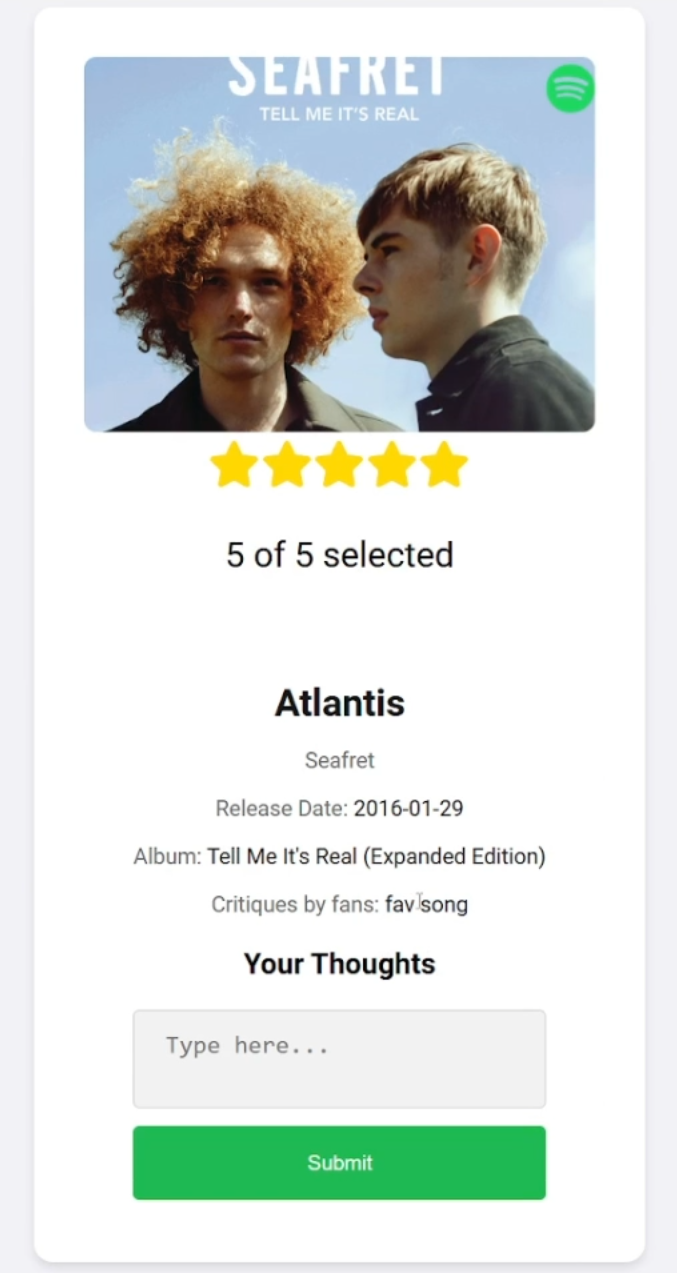 SEAFRET
TELL ME IT'S REAL
5 of 5 selected
Atlantis
Seafret
Release Date: 2016-01-29
Album: Tell Me It's Real (Expanded Edition)
Critiques by fans: fav song
Your Thoughts
Type here...
Submit